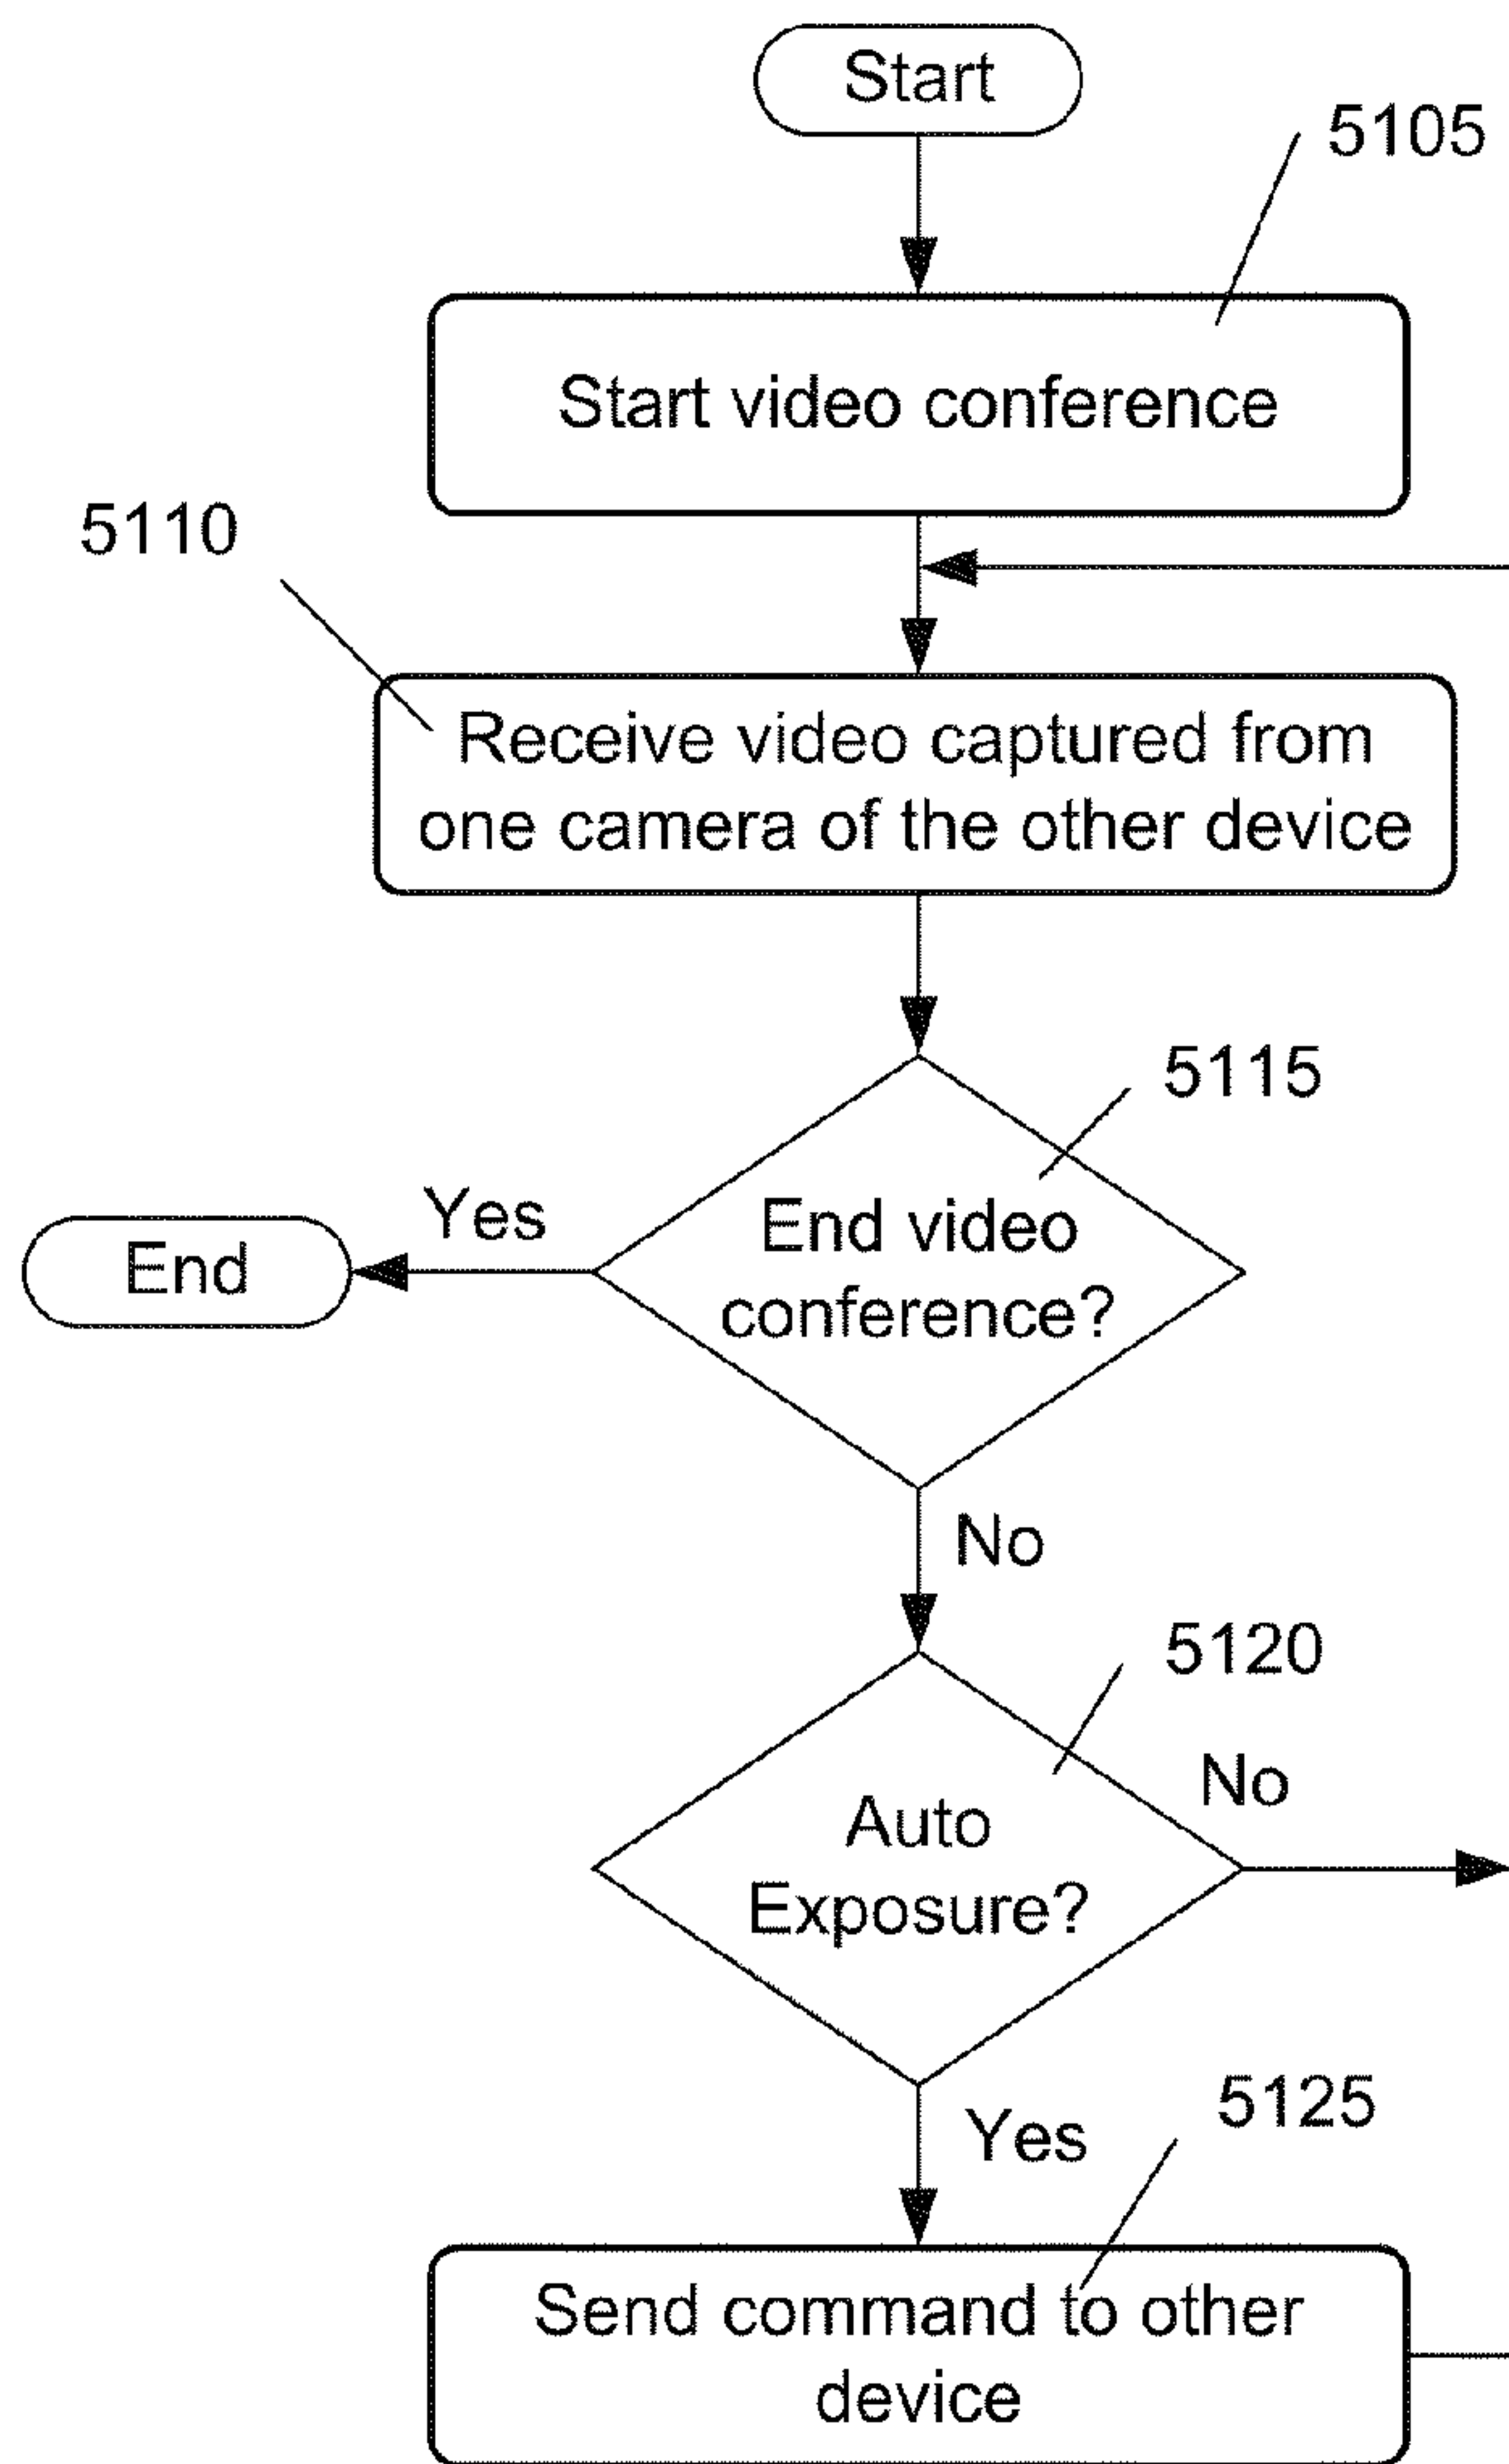 Start
5105
Start video conference
5110
Receive video captured from
one camera of the other device
5115
End video
conference?
Yes
End
No
5120
No
Auto
Exposure?
Yes
5125
Send command to other
device